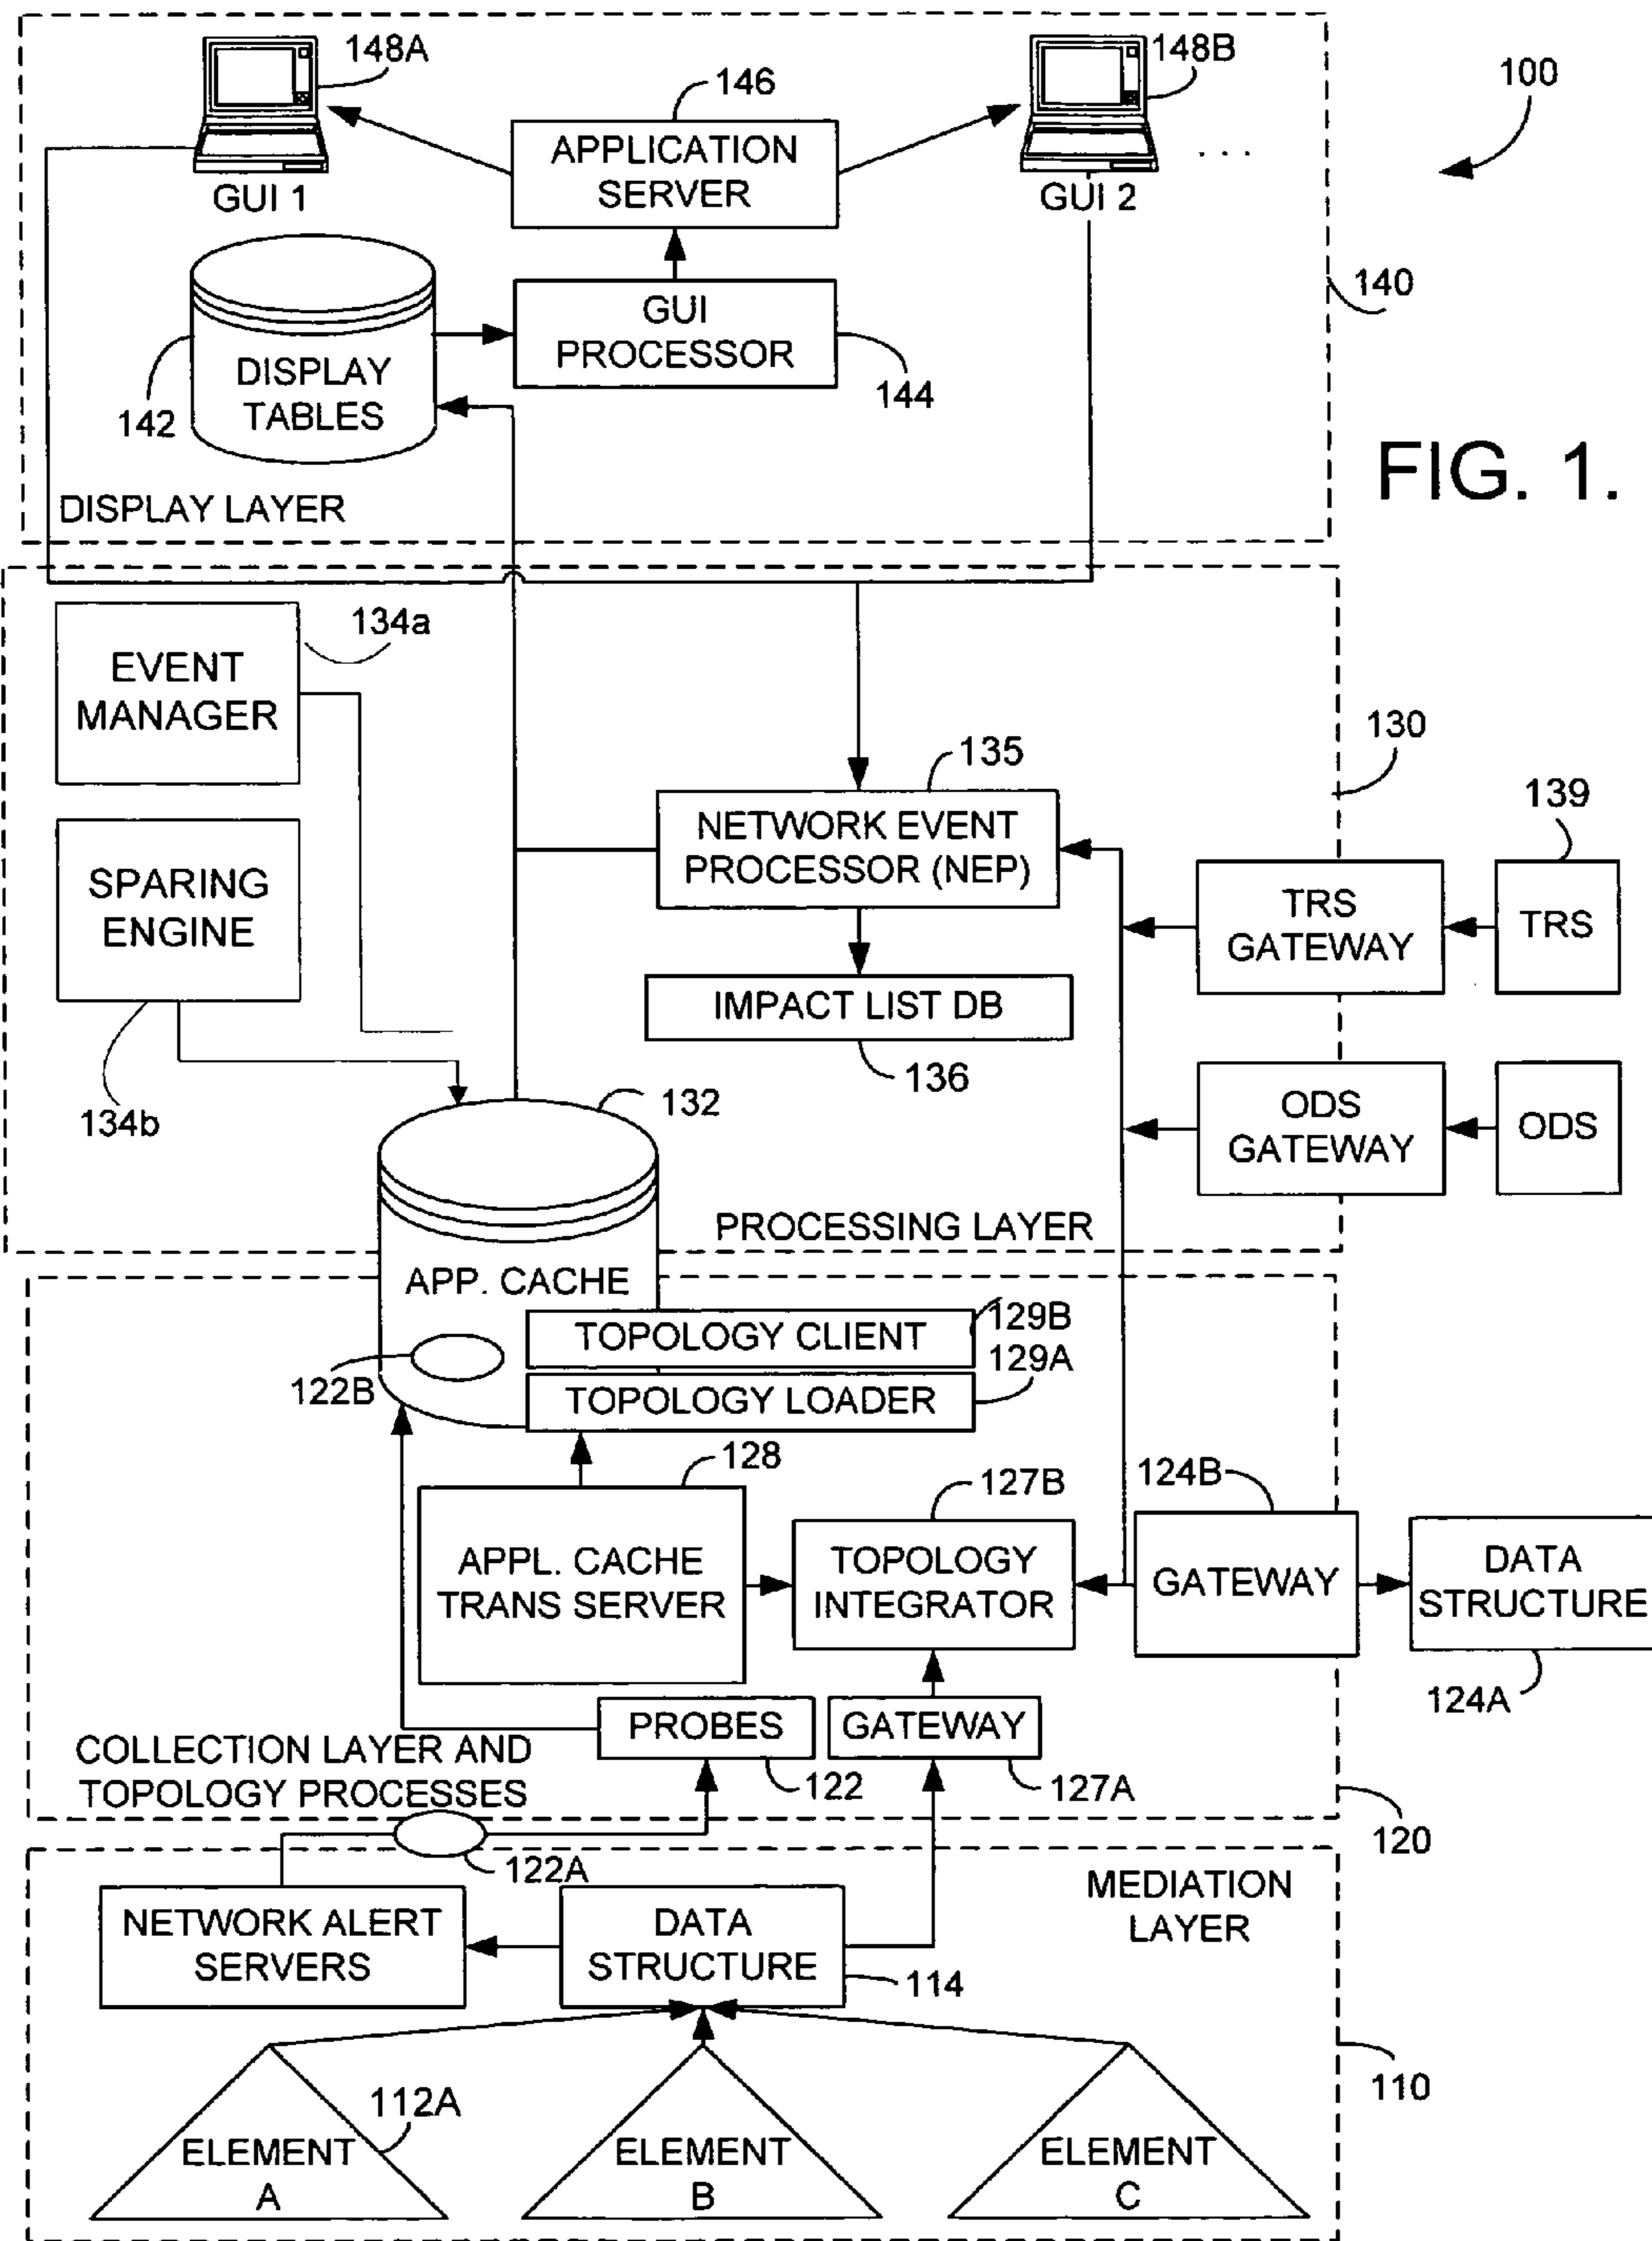 148A
148B
146
100
APPLICATION
SERVER
. . .
GUI 1
GUI 2
140
GUI
PROCESSOR
DISPLAY
TABLES
142
144
FIG. 1.
DISPLAY LAYER
134a
EVENT
MANAGER
130
135
139
NETWORK EVENT
PROCESSOR (NEP)
SPARING
ENGINE
TRS
GATEWAY
TRS
IMPACT LIST DB
136
132
134b
ODS
GATEWAY
ODS
PROCESSING LAYER
APP. CACHE
129B
TOPOLOGY CLIENT
129A
122B
TOPOLOGY LOADER
128
127B
124B
APPL. CACHE
TRANS SERVER
TOPOLOGY
INTEGRATOR
GATEWAY
DATA
STRUCTURE
124A
PROBES
GATEWAY
COLLECTION LAYER AND
TOPOLOGY PROCESSES
122
127A
120
122A
MEDIATION
LAYER
NETWORK ALERT
SERVERS
DATA
STRUCTURE
114
110
112A
ELEMENT
A
ELEMENT
B
ELEMENT
C